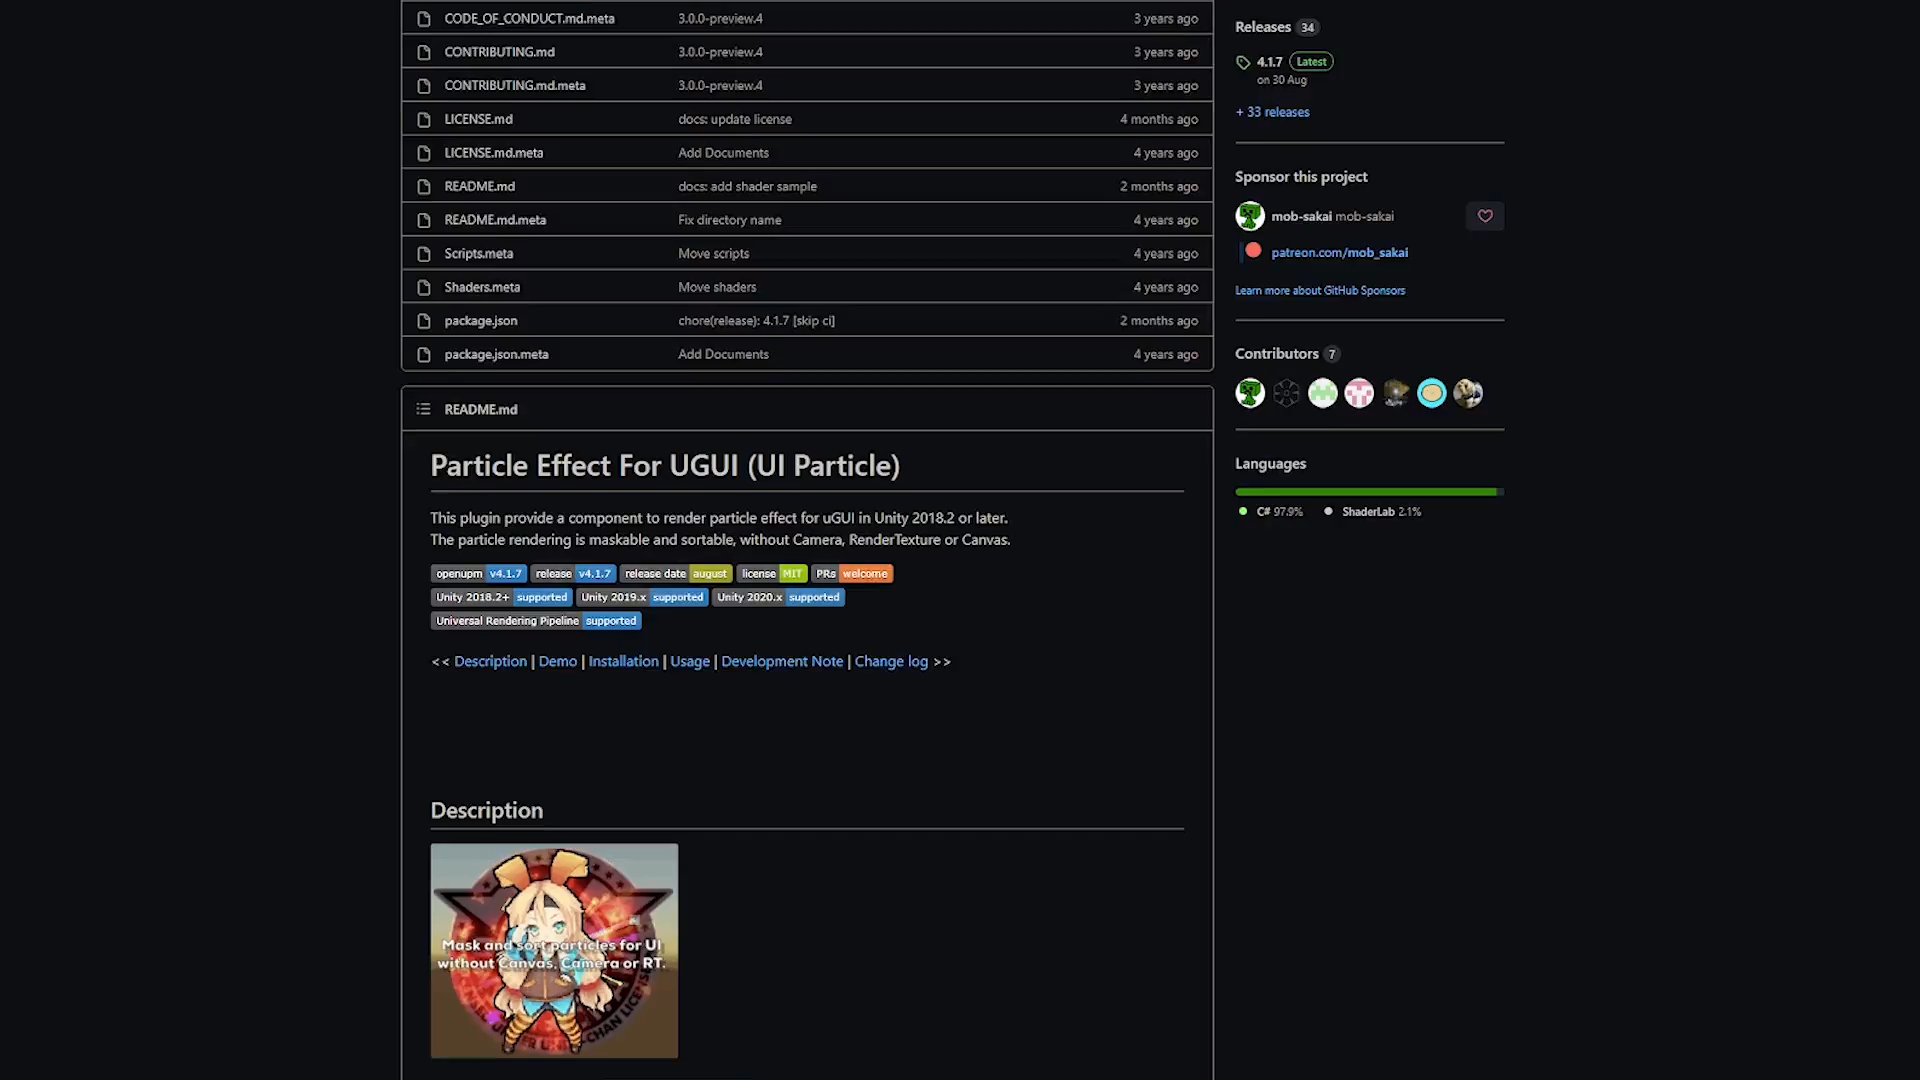 CODE_OF_CONDUCT.md.meta 3.0.0-preview.4 3 years ago
CONTRIBUTING.md 3.0.0-preview.4 3 years ago
CONTRIBUTING.md.meta 3.0.0-preview.4 3 years ago
LICENSE.md docs: update license 4 months ago
LICENSE.md.meta Add Documents 4 years ago
README.md docs: add shader sample 2 months ago
README.md.meta Fix directory name 4 years ago
Scripts.meta Move scripts 4 years ago
Shaders.meta Move shaders 4 years ago
package.json chore(release): 4.1.7 [skip ci] 2 months ago
package.json.meta Add Documents 4 years ago
README.md
Particle Effect For UGUI (UI Particle)
This plugin provide a component to render particle effect for uGUI in Unity 2018.2 or later.
The particle rendering is maskable and sortable, without Camera, RenderTexture or Canvas.
openupm v4.1.7 release v4.1.7 release date august license MIT PRs welcome
Unity 2018.2+ supported Unity 2019.x supported Unity 2020.x supported
Universal Rendering Pipeline supported
<< Description | Demo | Installation | Usage | Development Note | Change log >>
Description
Mask and sort particles for UI
without Canvas, Camera or RT.
Releases 34
4.1.7 Latest
on 30 Aug
+ 33 releases
Sponsor this project
mob-sakai mob-sakai
patreon.com/mob_sakai
Learn more about GitHub Sponsors
Contributors 7
Languages
C# 97.9% ShaderLab 2.1%